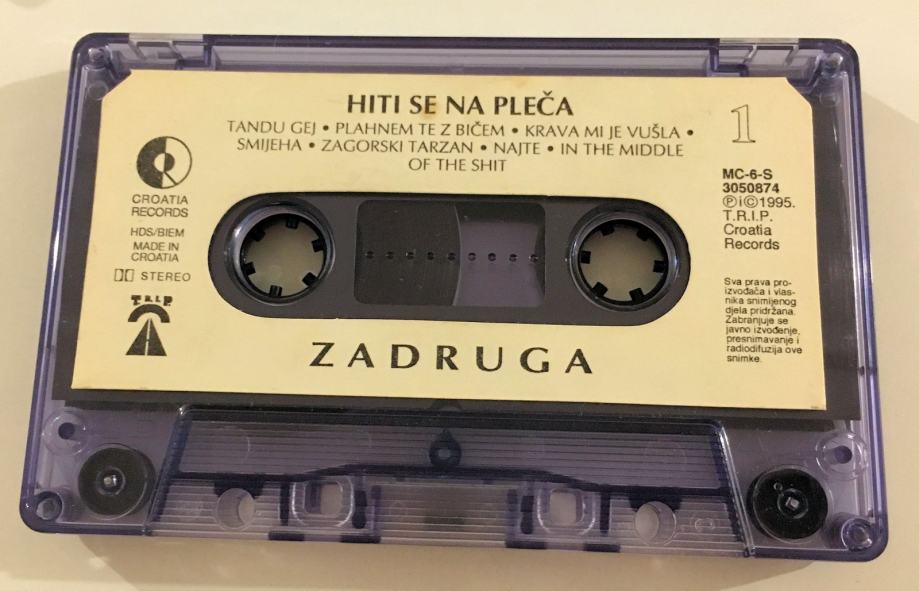 HITI SE NA PLEČA
TANDU GEJ • PLAHNEM TE Z BIČEM • KRAVA MI JE VUŠLA •
SMIJEHA • ZAGORSKI TARZAN • NAJTE • IN THE MIDDLE
OF THE SHIT
1
CROATIA
RECORDS
HDS/BIEM
MADE IN
CROATIA
STEREO
T.R.I.P.
MC-6-S
3050874
Ⓟi©1995.
T.R.I.P.
Croatia
Records
Sva prava pro-
izvođača i vlas-
nika snimijenog
djela pridržana.
Zabranjuje se
javno izvođenje,
presnimavanje i
radiodifuzija ove
snimke.
ZADRUGA